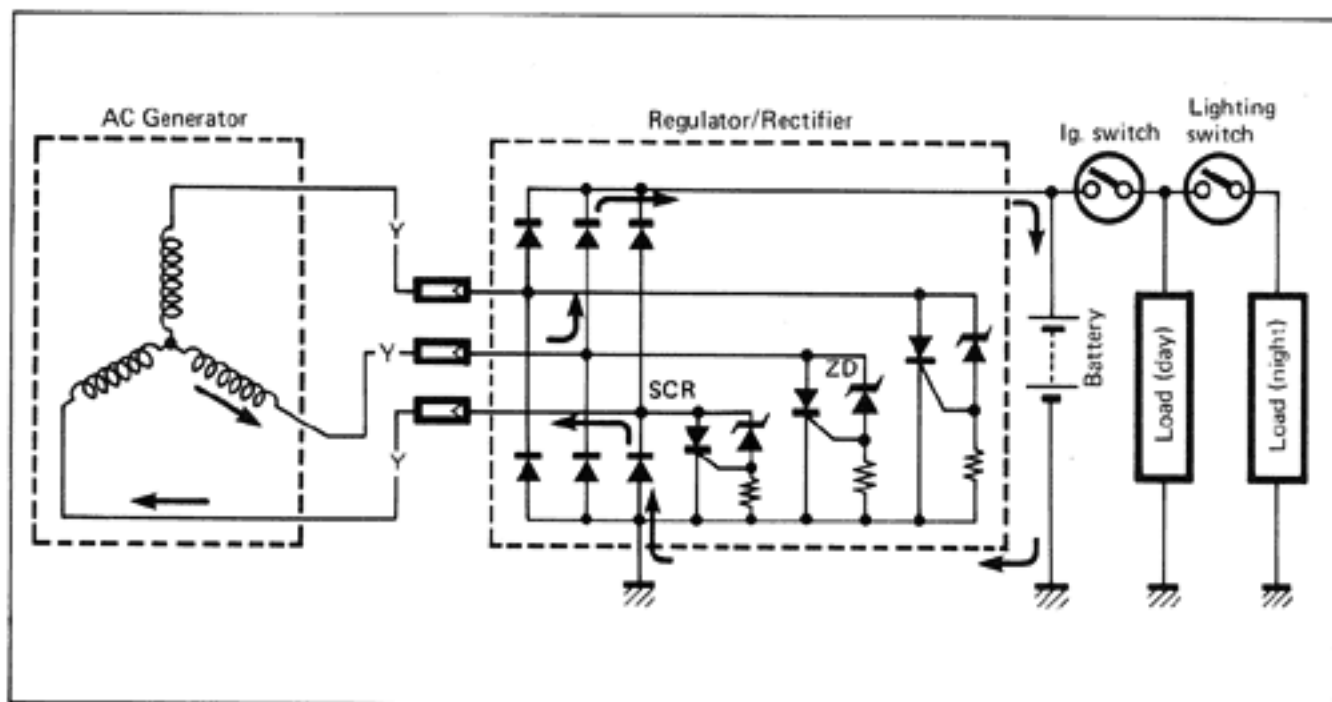 AC Generator
Regulator/Rectifier
Ig. switch
Lighting
switch
Y
Y
Y
SCR
ZD
Battery
Load (day)
Load (night)